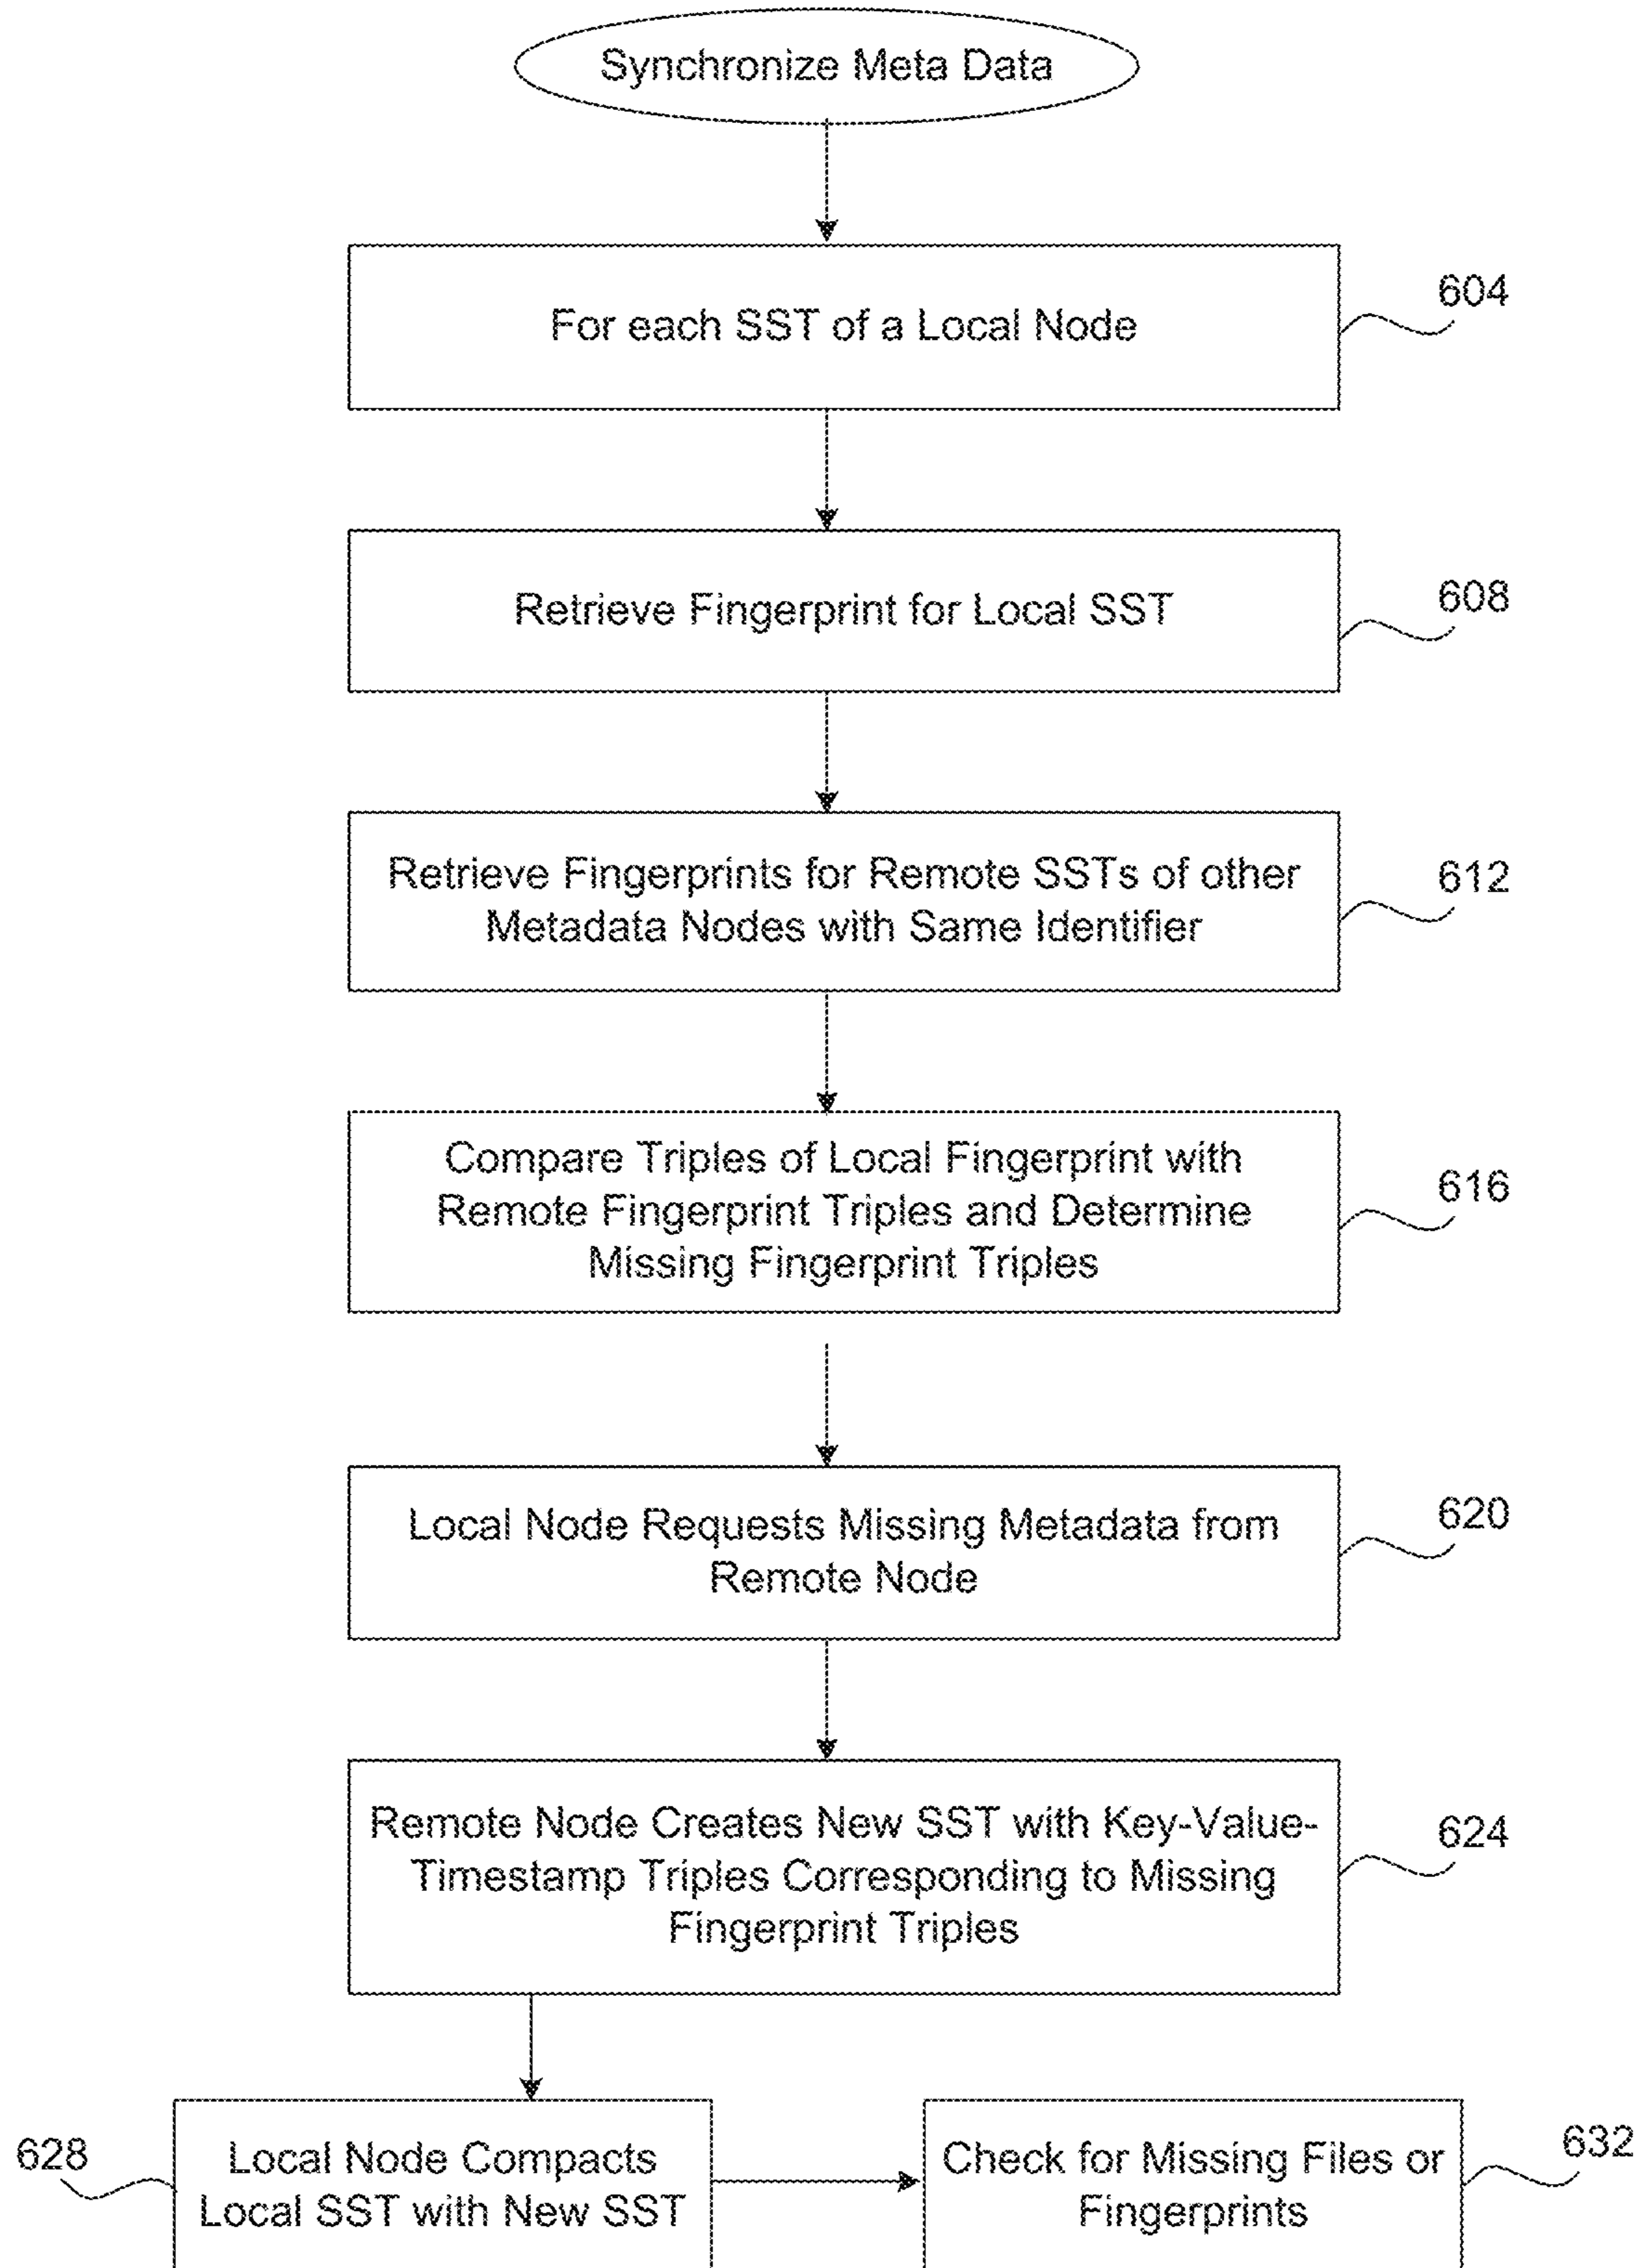 Synchronize Meta Data
For each SST of a Local Node
604
Retrieve Fingerprint for Local SST
608
Retrieve Fingerprints for Remote SSTs of other
Metadata Nodes with Same Identifier
612
Compare Triples of Local Fingerprint with
Remote Fingerprint Triples and Determine
Missing Fingerprint Triples
616
Local Node Requests Missing Metadata from
Remote Node
620
Remote Node Creates New SST with Key-Value-
Timestamp Triples Corresponding to Missing
Fingerprint Triples
624
628
Local Node Compacts
Local SST with New SST
Check for Missing Files or
Fingerprints
632